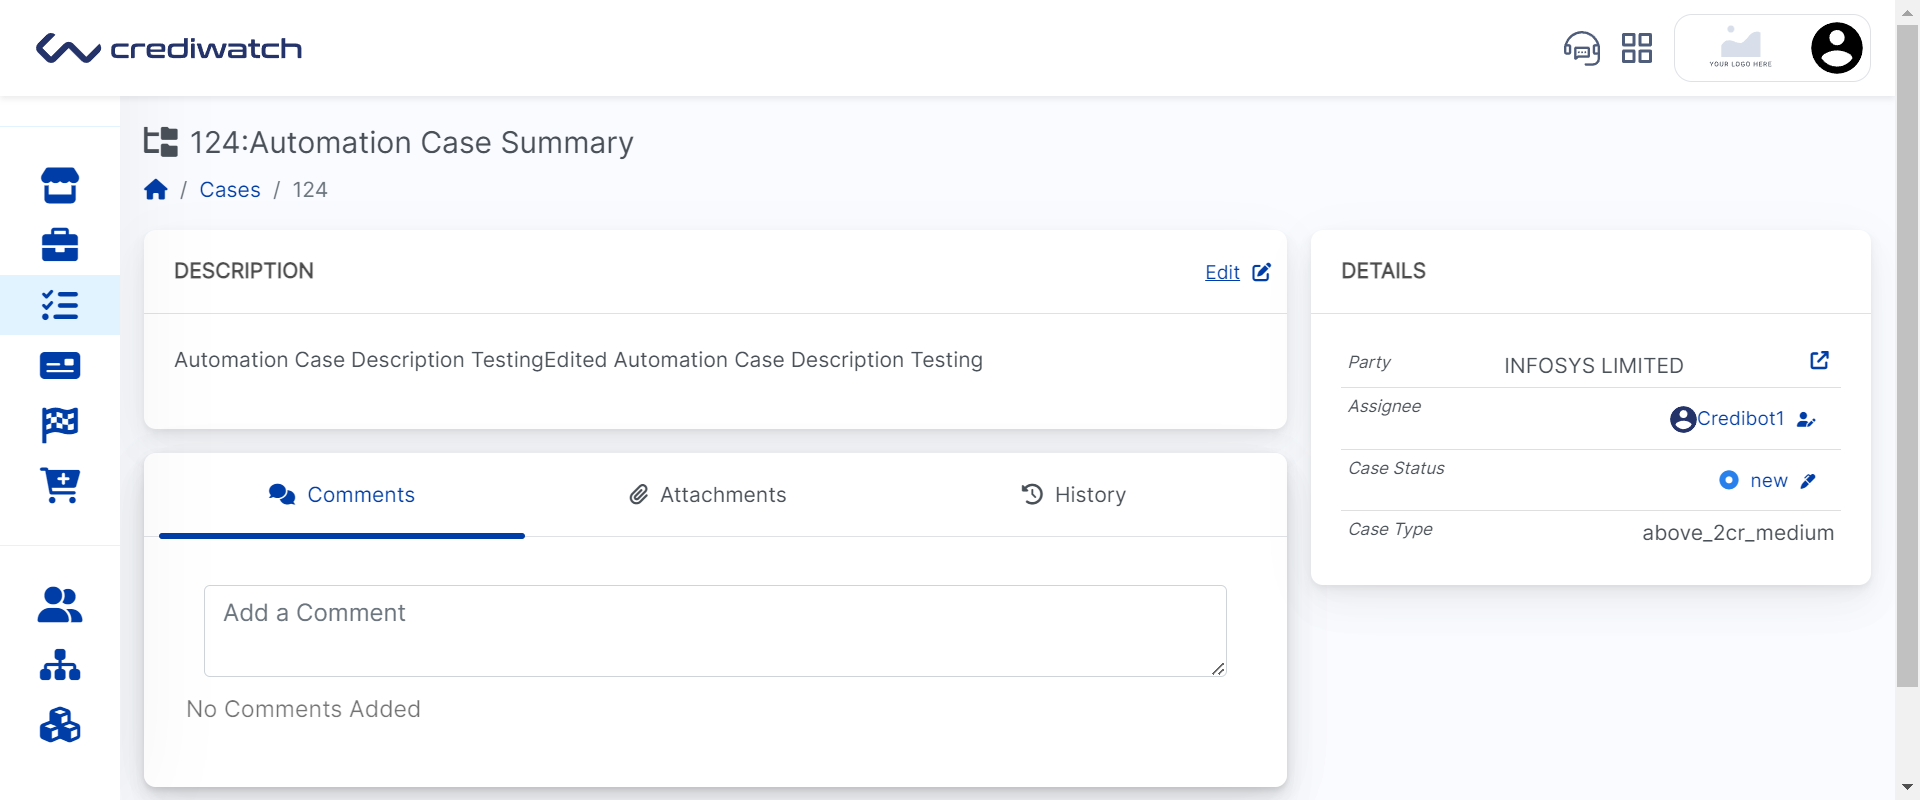 crediwatch
YOUR LOGO HERE
124:Automation Case Summary
/ Cases / 124
DESCRIPTION
Edit
Automation Case Description TestingEdited Automation Case Description Testing
Comments
Attachments
History
Add a Comment
No Comments Added
DETAILS
Party INFOSYS LIMITED
Assignee Credibot1
Case Status new
Case Type above_2cr_medium